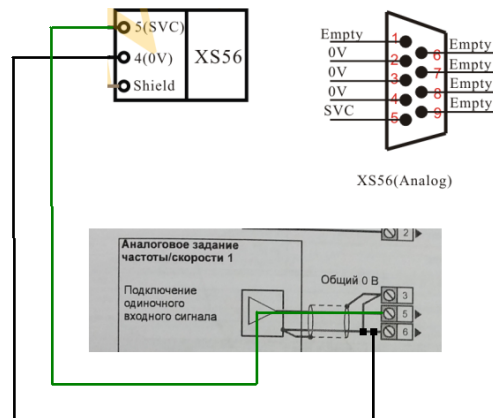 5(SVC)
4(0V)
Shield
XS56
Empty
0V
0V
0V
SVC
1
2
3
4
5
6
7
8
9
Empty
Empty
Empty
Empty
XS56(Analog)
2
Аналоговое задание
частоты/скорости 1
Общий 0 В
Подключение
одиночного
входного сигнала
3
5
6